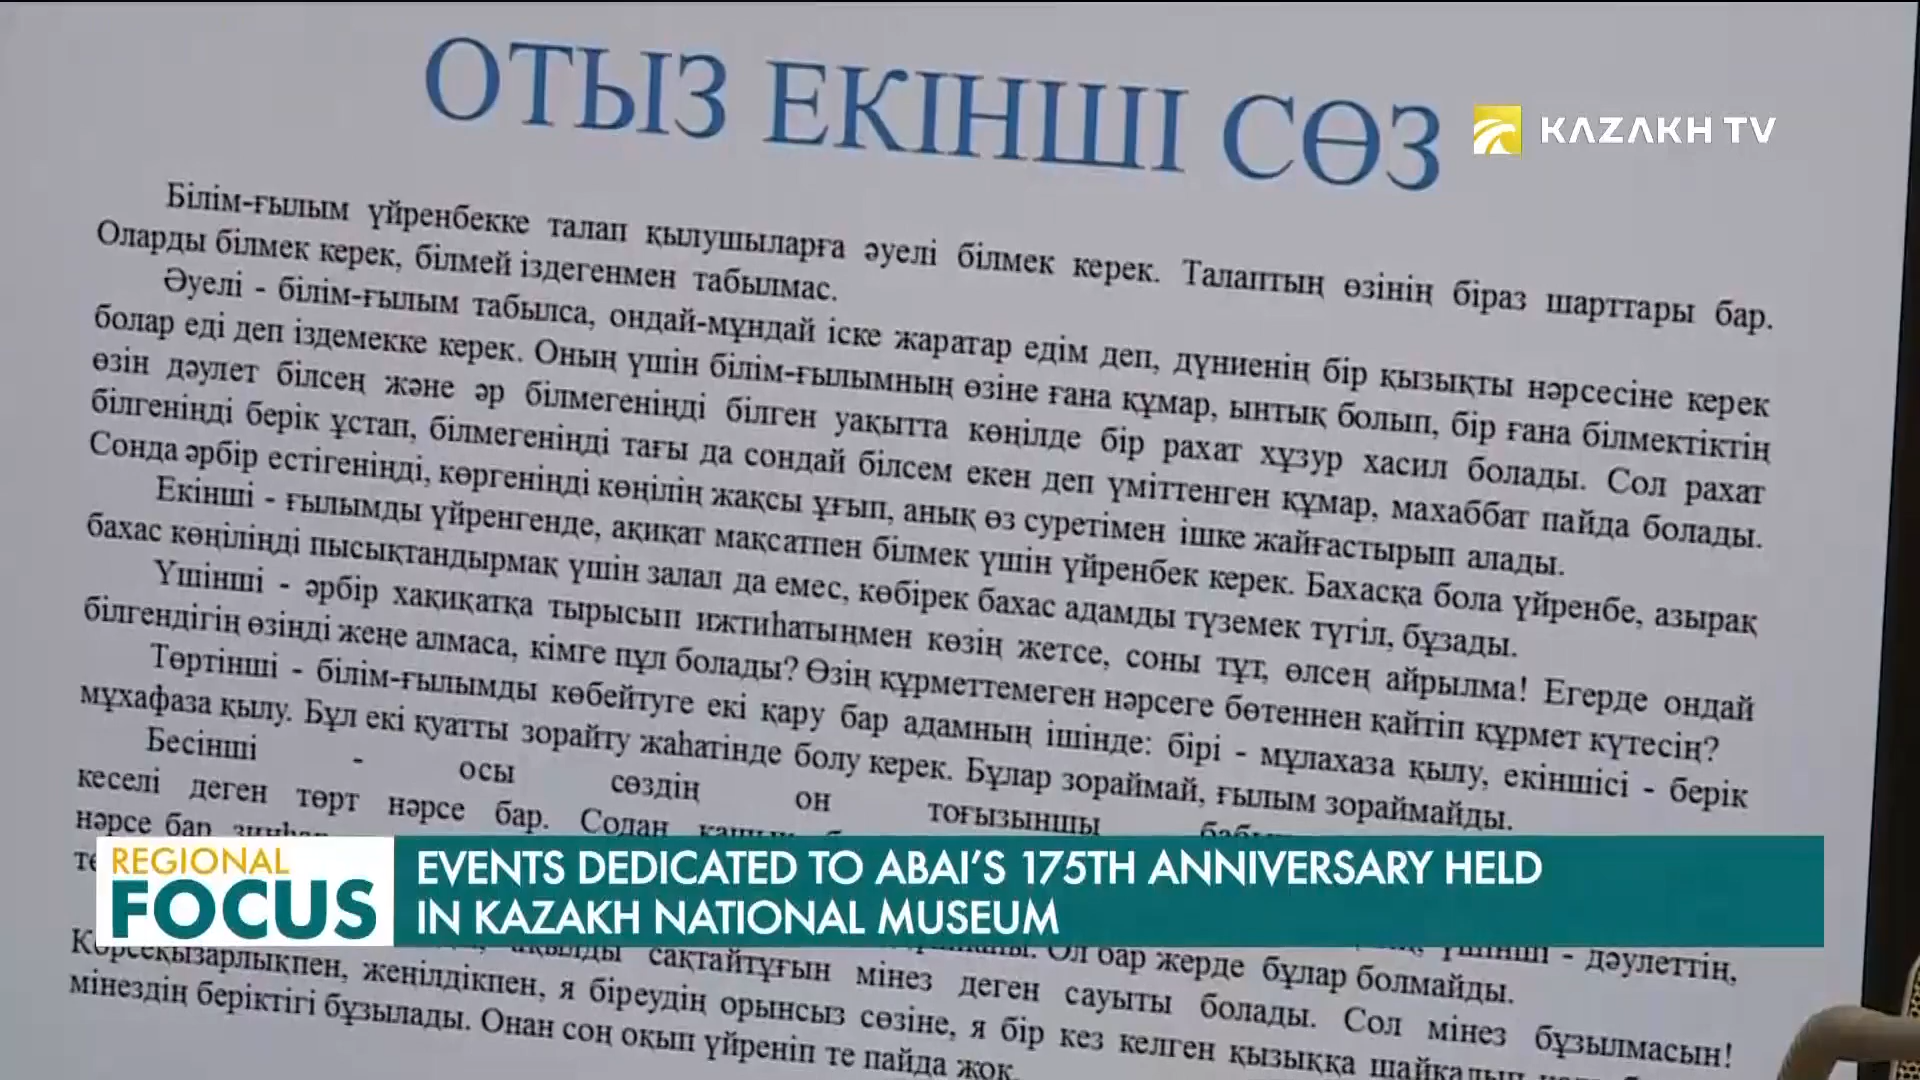 ОТЫЗ ЕКІНШІ СӨЗ
KAZAKH TV
Білім-ғылым үйренбекке талап қылушыларға әуелі білмек керек. Талаптың өзінің біраз шарттары бар.
Оларды білмек керек, білмей іздегенмен табылмас.
Әуелі - білім-ғылым табылса, ондай-мұндай іске жаратар едім деп, дүниенің бір қызықты нәрсесіне керек
болар еді деп іздемекке керек. Оның үшін білім-ғылымның өзіне ғана құмар, ынтық болып, бір ғана білмектіктің
өзін дәулет білсең және әр білмегеніңді білген уақытта көңілде бір рахат хұзур хасил болады. Сол рахат
білгеніңді берік ұстап, білмегеніңді тағы да сондай білсем екен деп үміттенген құмар, махаббат пайда болады.
Сонда әрбір естігеніңді, көргеніңді көңілің жақсы ұғып, анық өз суретімен ішке жайғастырып алады.
Екінші - ғылымды үйренгенде, ақиқат мақсатпен білмек үшін үйренбек керек. Бахасқа бола үйренбе, азырақ
бахас көңіліңді пысықтандырмақ үшін залал да емес, көбірек бахас адамды түземек түгіл, бұзады.
Үшінші - әрбір хақиқатқа тырысып ижтиһатыңмен көзің жетсе, соны тұт, өлсең айрылма! Егерде ондай
білгендігің өзіңді жеңе алмаса, кімге пұл болады? Өзің құрметтемеген нәрсеге бөтеннен қайтіп құрмет күтесің?
Төртінші - білім-ғылымды көбейтуге екі қару бар адамның ішінде: бірі - мұлахаза қылу, екіншісі - берік
мұхафаза қылу. Бұл екі қуатты зорайту жаһатінде болу керек. Бұлар зораймай, ғылым зораймайды.
Бесінші - осы сөздің он тоғызыншы
кеселі деген төрт нәрсе бар. Содан
нәрсе бар
REGIONAL
FOCUS
EVENTS DEDICATED TO ABAI'S 175TH ANNIVERSARY HELD
IN KAZAKH NATIONAL MUSEUM
үшінші - дәулеттің,
Ол бар жерде бұлар болмайды.
ақылды сақтайтұғын мінез деген сауыты болады. Сол мінез бұзылмасын!
Көрсеқызарлықпен, жеңілдікпен, я біреудің орынсыз сөзіне, я бір кез келген қызыққа
мінездің беріктігі бұзылады. Онан соң оқып үйреніп те пайда жоқ.